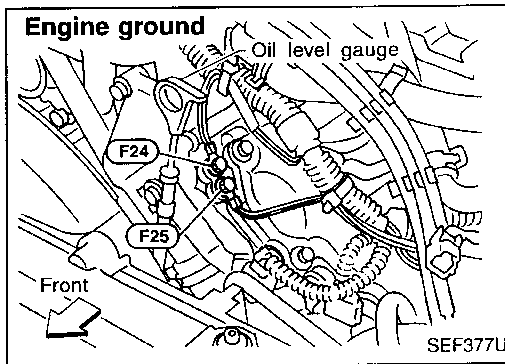 Engine ground
Oil level gauge
F24
F25
Front
SEF377U